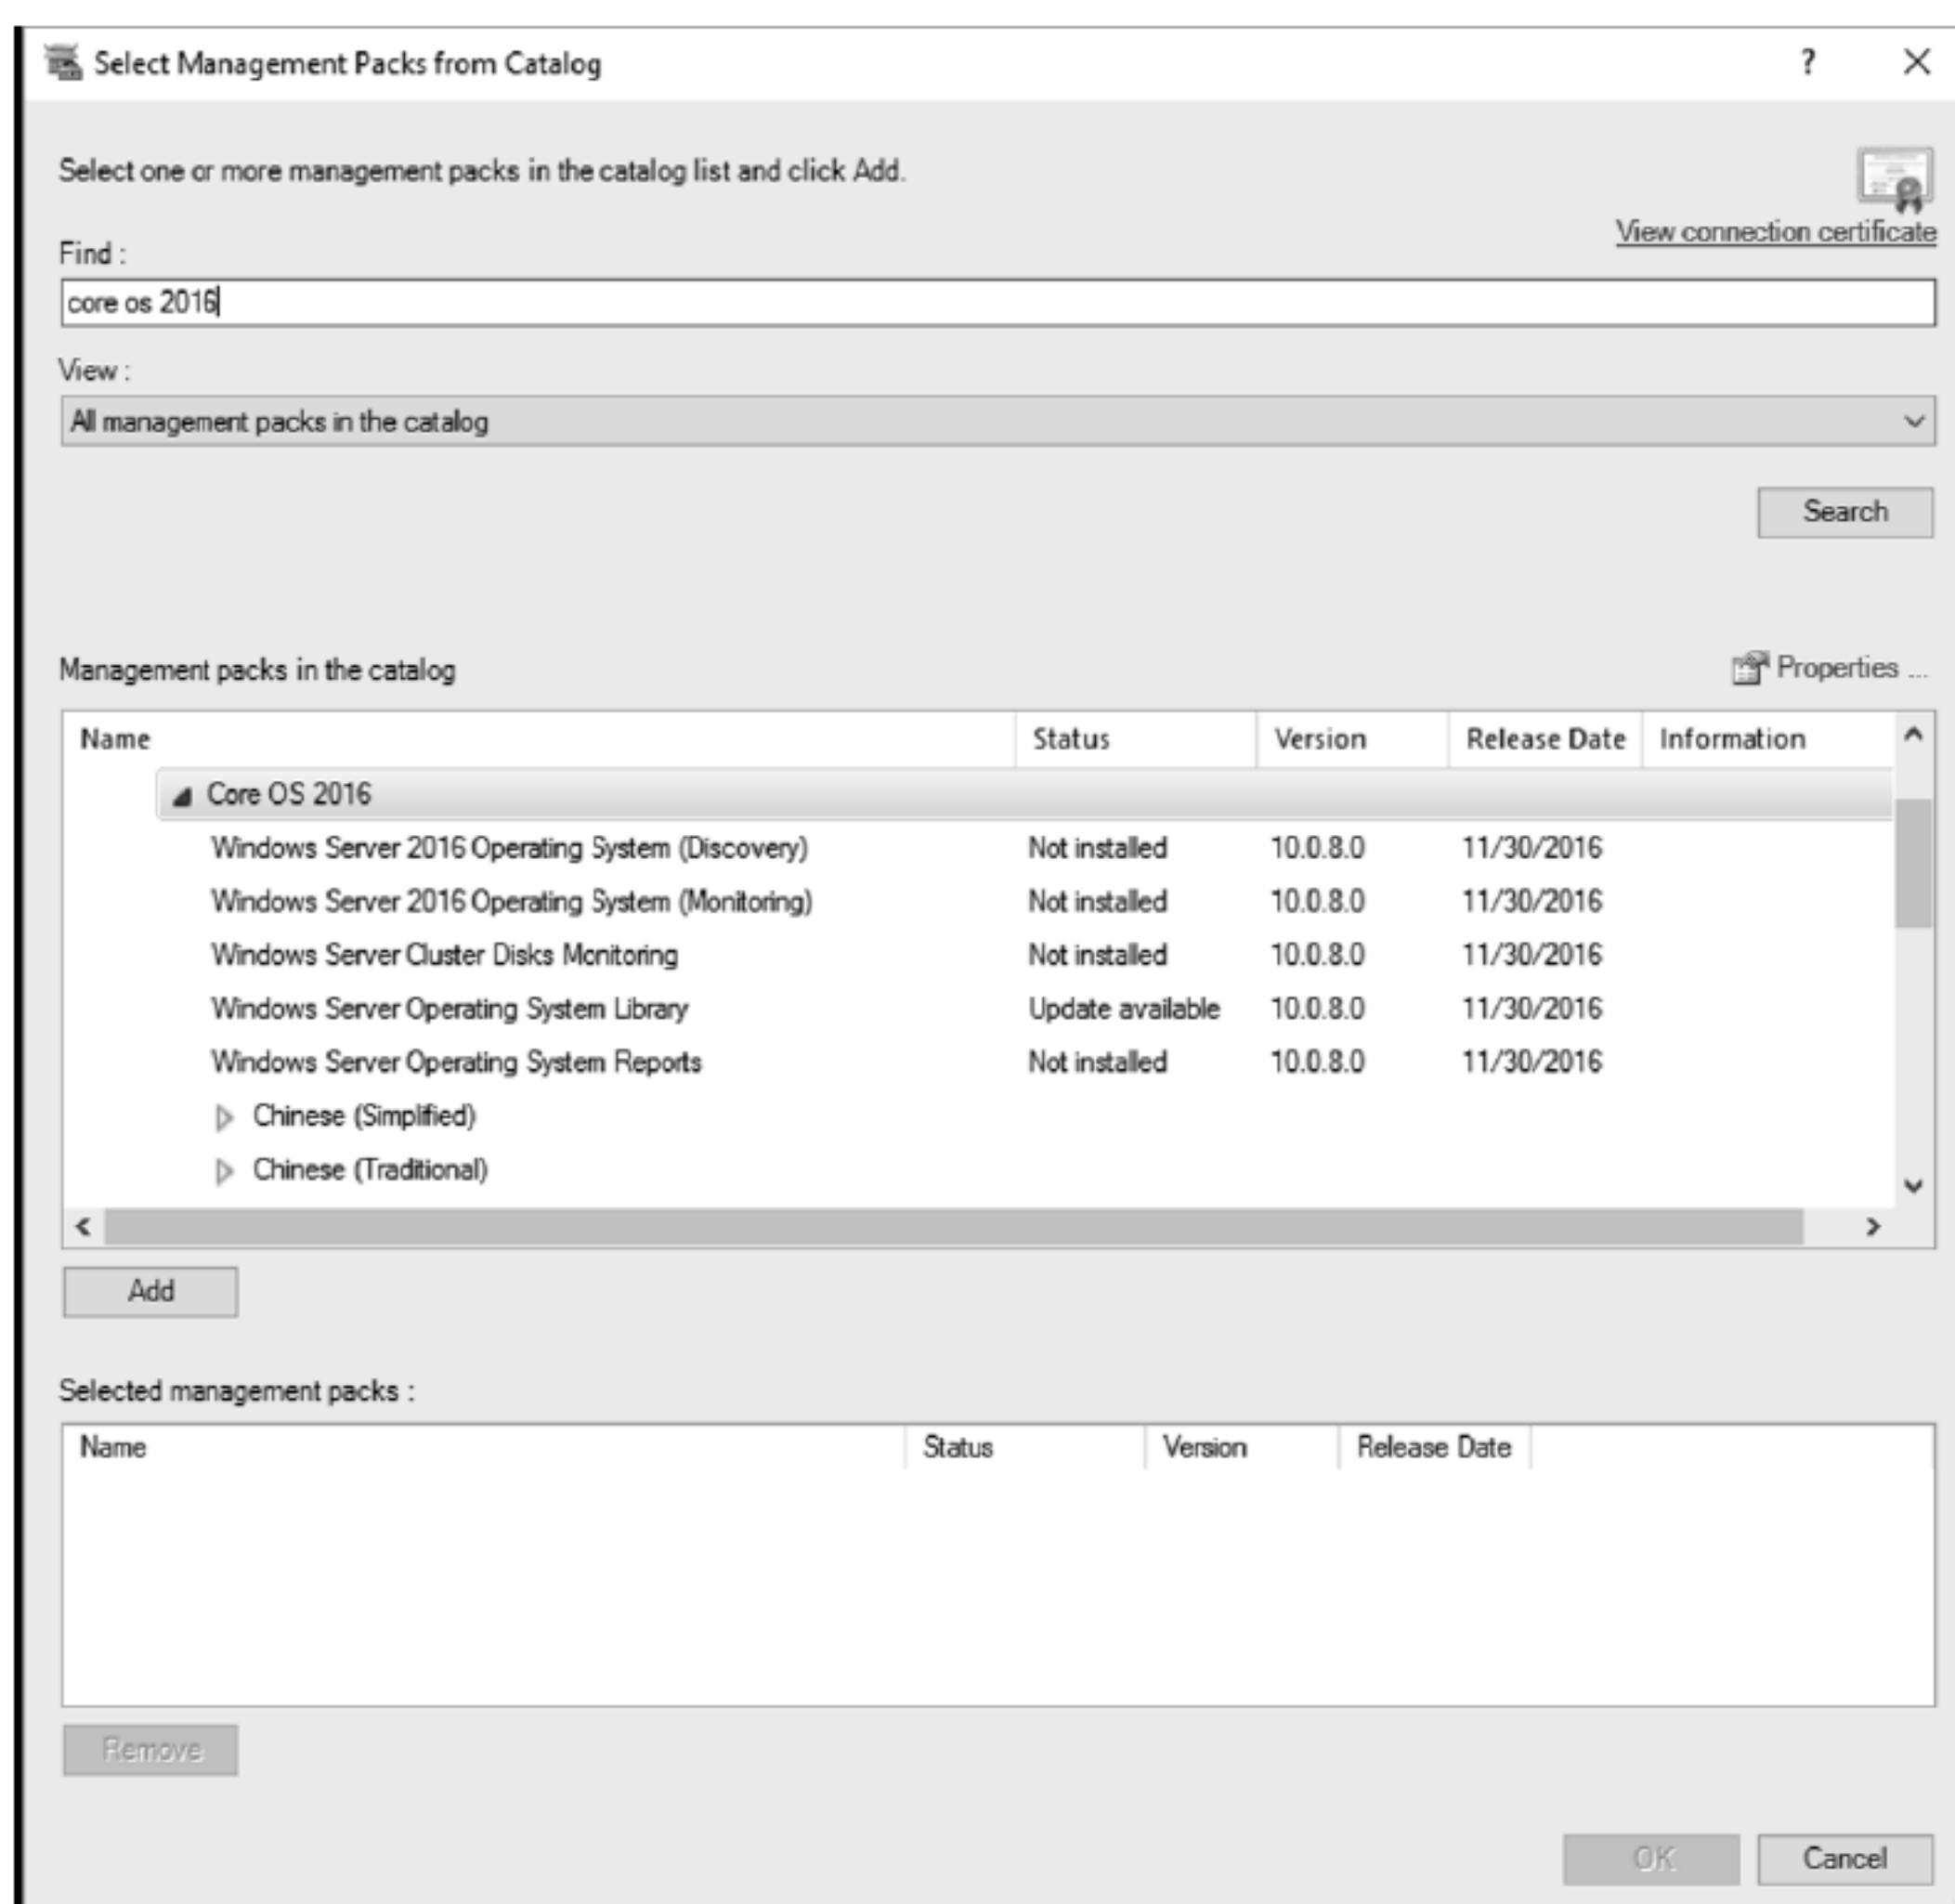 Select Management Packs from Catalog
?
Select one or more management packs in the catalog list and click Add.
View connection certificate
Find :
core os 2016
View :
All management packs in the catalog
Search
Management packs in the catalog
Properties ...
Name Status Version Release Date Information
Core OS 2016
Windows Server 2016 Operating System (Discovery) Not installed 10.0.8.0 11/30/2016
Windows Server 2016 Operating System (Monitoring) Not installed 10.0.8.0 11/30/2016
Windows Server Cluster Disks Monitoring Not installed 10.0.8.0 11/30/2016
Windows Server Operating System Library Update available 10.0.8.0 11/30/2016
Windows Server Operating System Reports Not installed 10.0.8.0 11/30/2016
Chinese (Simplified)
Chinese (Traditional)
Add
Selected management packs :
Name Status Version Release Date
Remove
OK Cancel